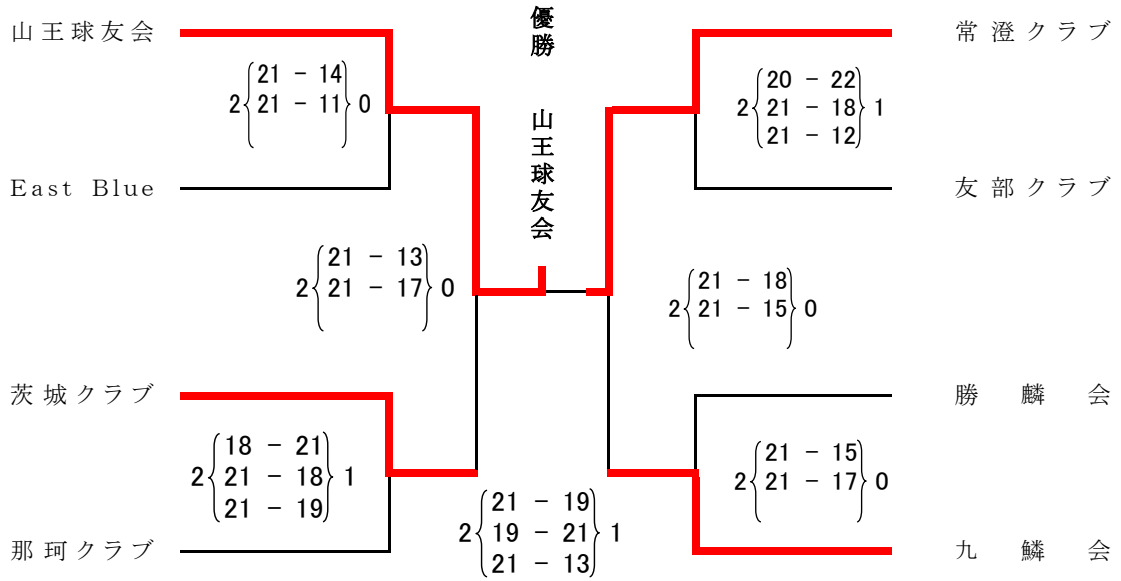 優勝 山王球友会
山王球友会
21 - 14
2 21 - 11 0
East Blue
21 - 13
2 21 - 17 0
茨城クラブ
18 - 21
2 21 - 18 1
21 - 19
那珂クラブ
21 - 19
2 19 - 21 1
21 - 13
常澄クラブ
20 - 22
2 21 - 18 1
21 - 12
友部クラブ
21 - 18
2 21 - 15 0
勝麟会
21 - 15
2 21 - 17 0
九鱗会